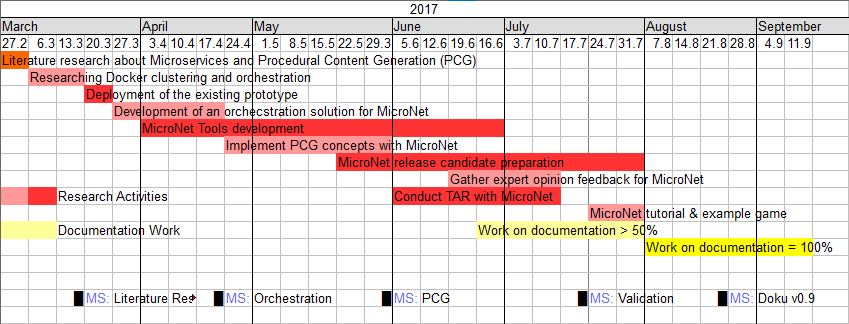 2017
March April May June July August September
27.2 6.3 13.3 20.3 27.3 3.4 10.4 17.4 24.4 1.5 8.5 15.5 22.5 29.3 5.6 12.6 19.6 16.6 3.7 10.7 17.7 24.7 31.7 7.8 14.8 21.8 28.8 4.9 11.9
Literature research about Microservices and Procedural Content Generation (PCG)
Researching Docker clustering and orchestration
Deployment of the existing prototype
Development of an orchecstration solution for MicroNet
MicroNet Tools development
Implement PCG concepts with MicroNet
MicroNet release candidate preparation
Gather expert opinion feedback for MicroNet
Research Activities Conduct TAR with MicroNet
MicroNet tutorial & example game
Documentation Work Work on documentation > 50%
Work on documentation = 100%
MS: Literature Res MS: Orchestration MS: PCG MS: Validation MS: Doku v0.9